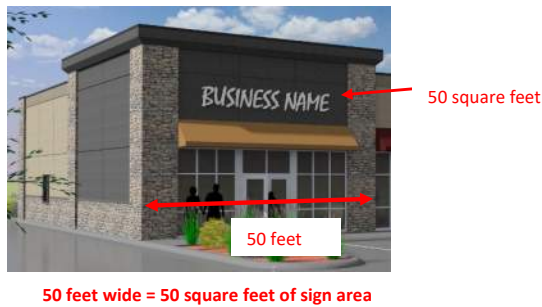 BUSINESS NAME
50 square feet
50 feet
50 feet wide = 50 square feet of sign area